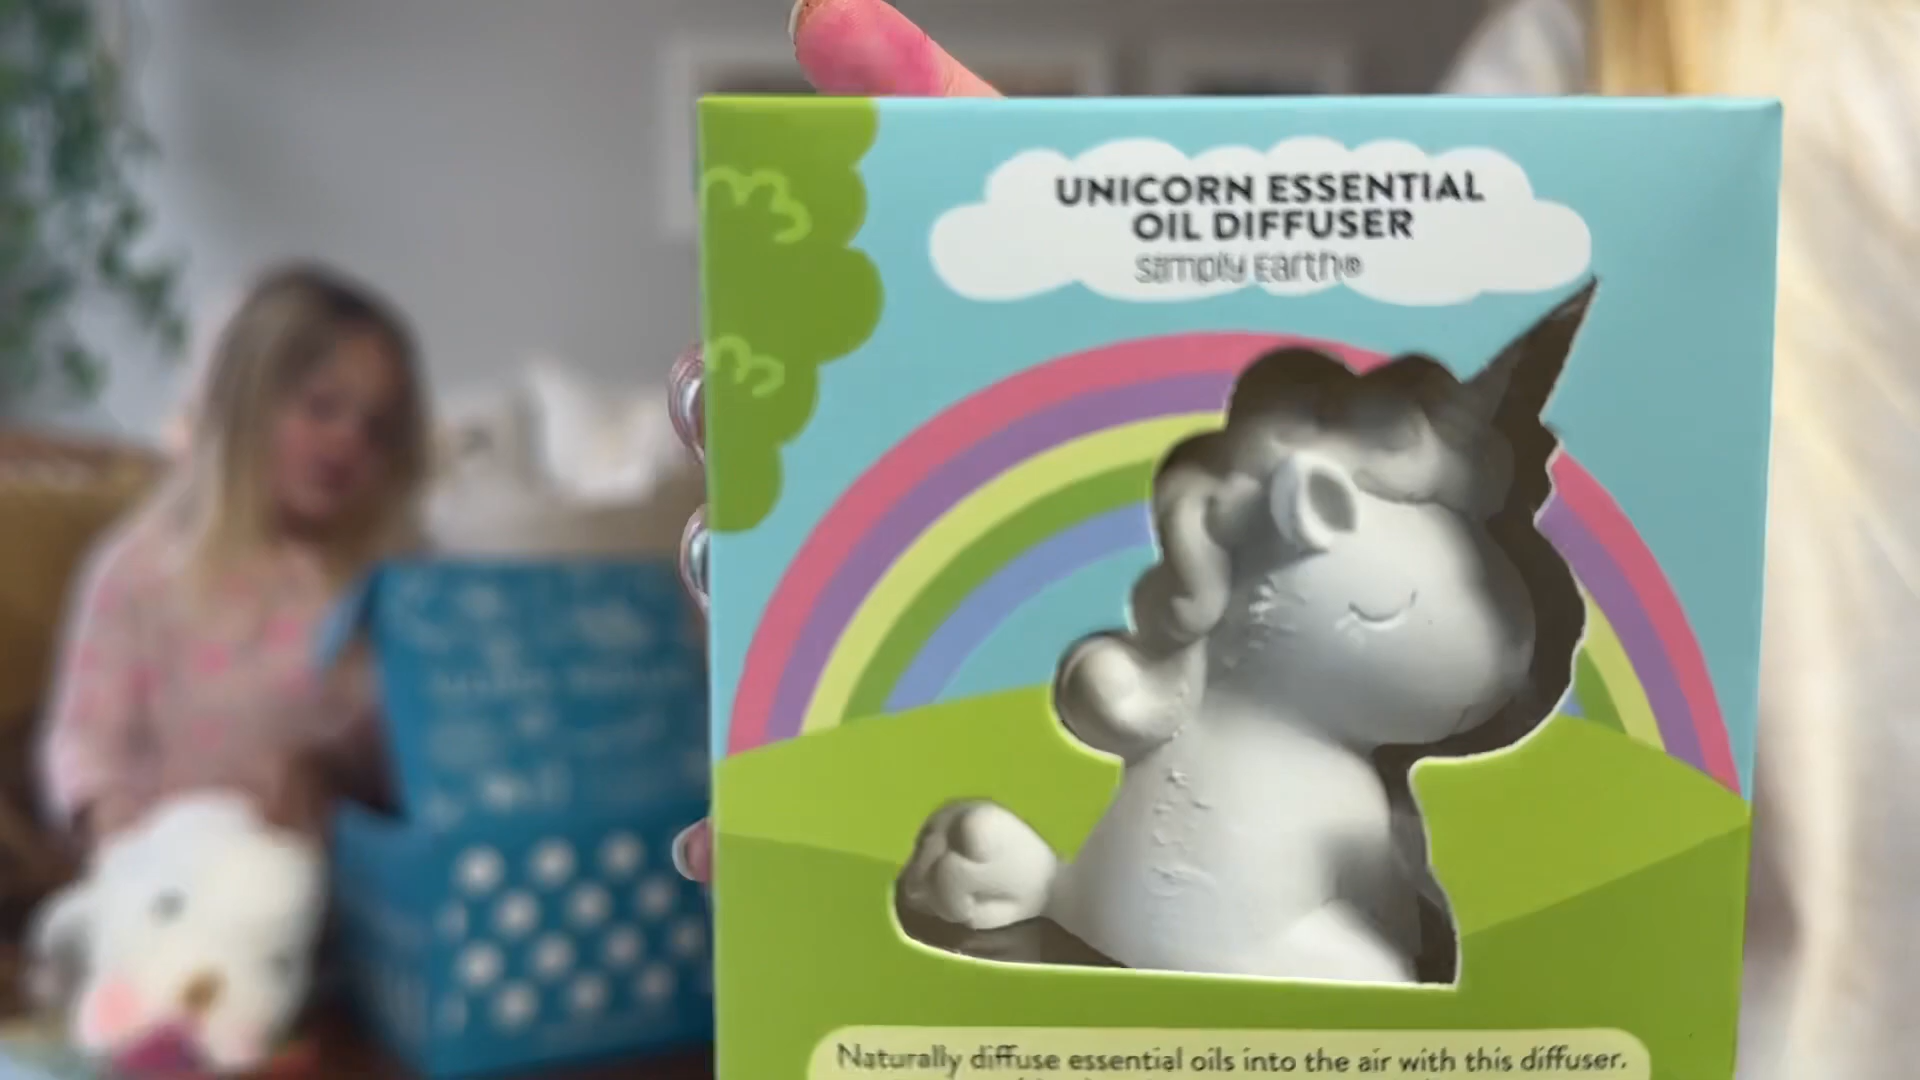 UNICORN ESSENTIAL
OIL DIFFUSER
simply earth®
Naturally diffuse essential oils into the air with this diffuser.